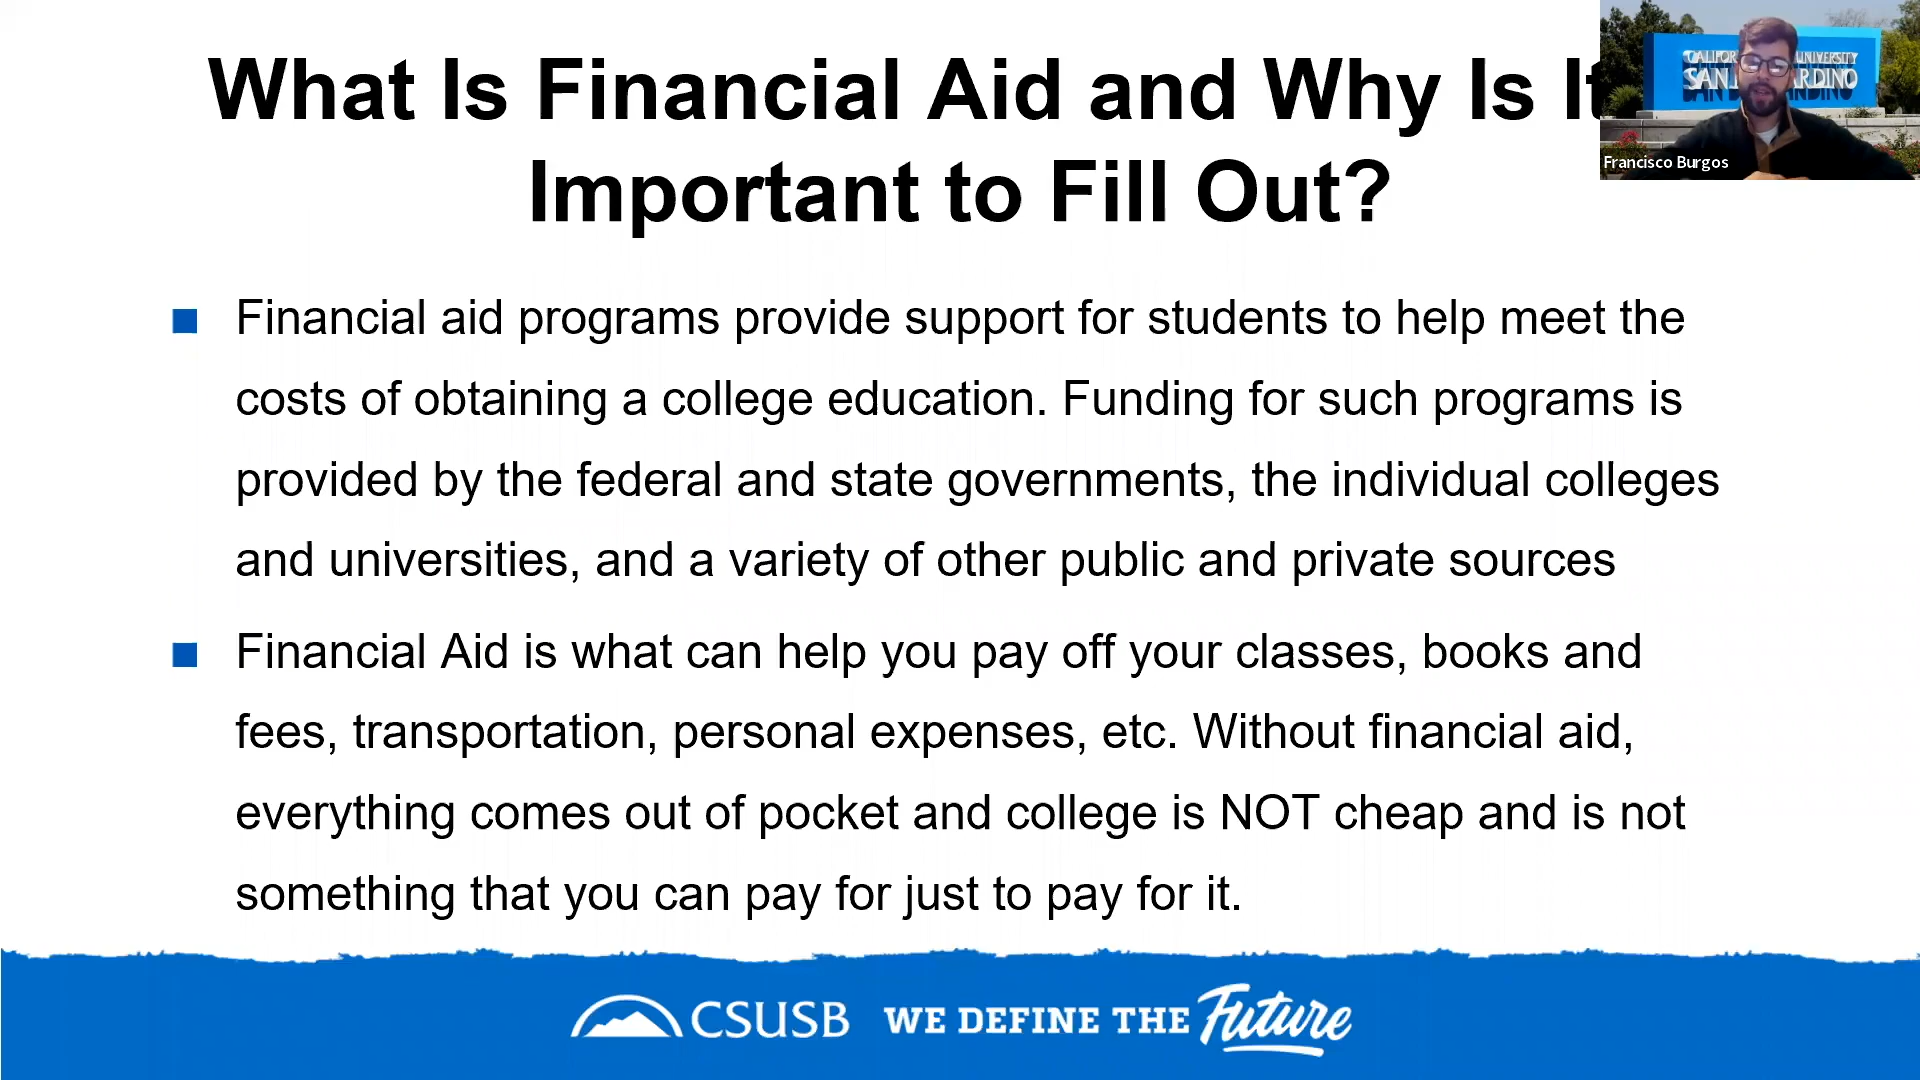 What Is Financial Aid and Why Is It
Important to Fill Out?
Francisco Burgos
Financial aid programs provide support for students to help meet the
costs of obtaining a college education. Funding for such programs is
provided by the federal and state governments, the individual colleges
and universities, and a variety of other public and private sources
Financial Aid is what can help you pay off your classes, books and
fees, transportation, personal expenses, etc. Without financial aid,
everything comes out of pocket and college is NOT cheap and is not
something that you can pay for just to pay for it.
CSUSB WE DEFINE THE Future